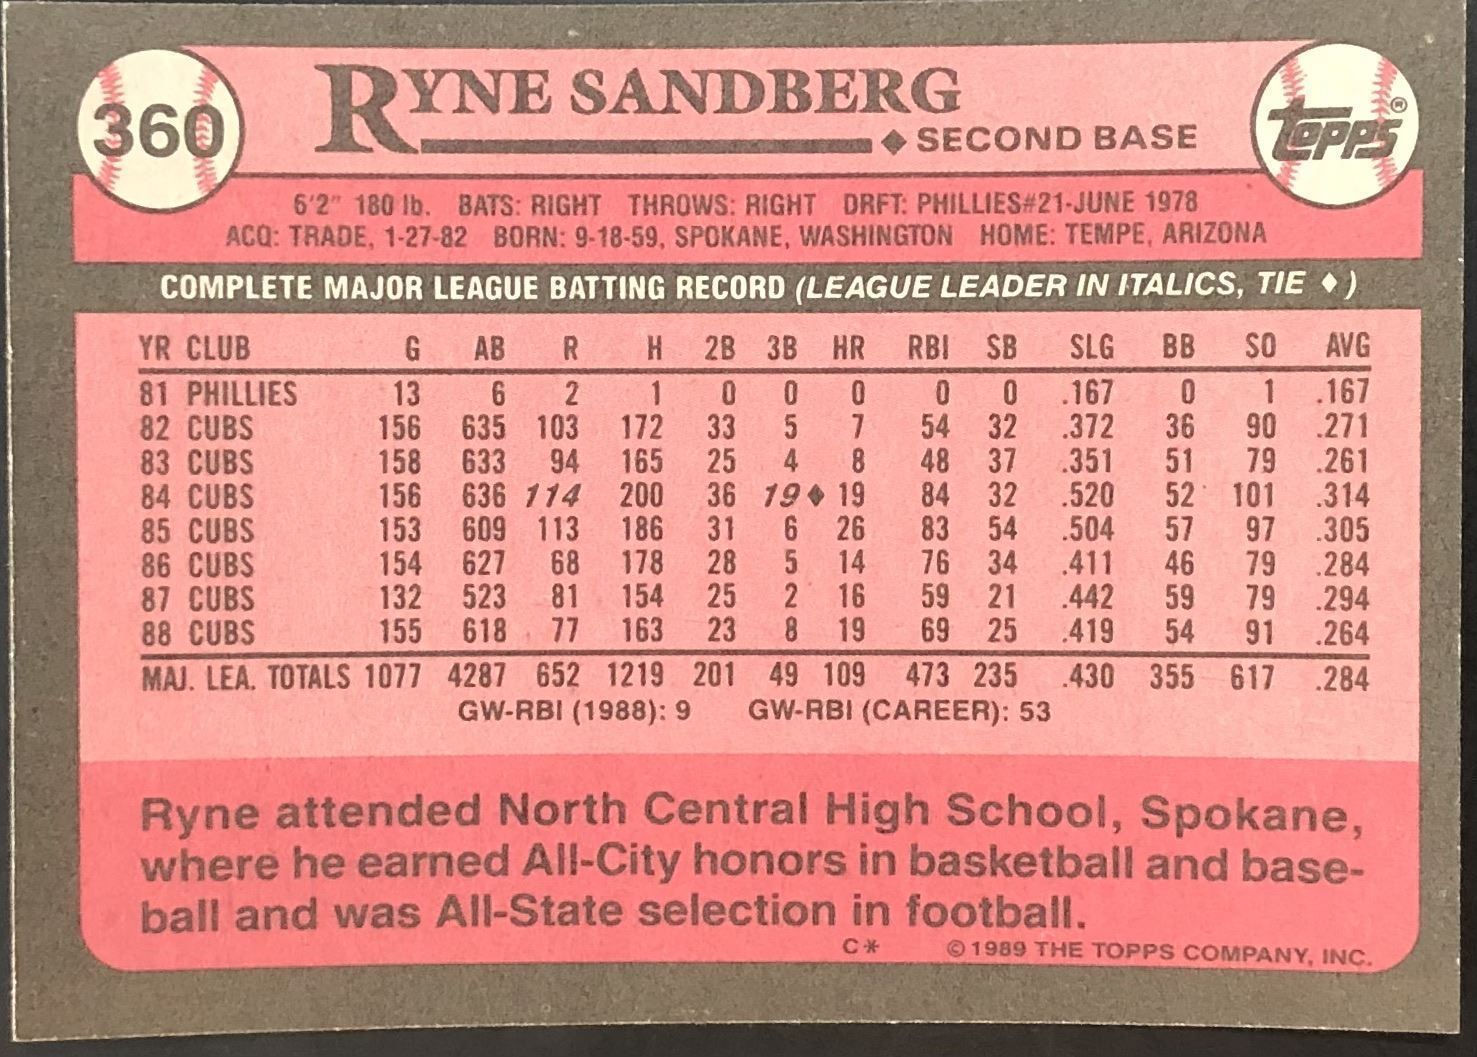 360
RYNE SANDBERG
♦SECOND BASE
TOPPS®
6'2" 180 lb. BATS: RIGHT THROWS: RIGHT DRFT: PHILLIES#21-JUNE 1978
ACQ: TRADE, 1-27-82 BORN: 9-18-59, SPOKANE, WASHINGTON HOME: TEMPE, ARIZONA
COMPLETE MAJOR LEAGUE BATTING RECORD (LEAGUE LEADER IN ITALICS, TIE ♦)
YR CLUB G AB R H 2B 3B HR RBI SB SLG BB SO AVG
81 PHILLIES 13 6 2 1 0 0 0 0 0 .167 0 1 .167
82 CUBS 156 635 103 172 33 5 7 54 32 .372 36 90 .271
83 CUBS 158 633 94 165 25 4 8 48 37 .351 51 79 .261
84 CUBS 156 636 114 200 36 19♦ 19 84 32 .520 52 101 .314
85 CUBS 153 609 113 186 31 6 26 83 54 .504 57 97 .305
86 CUBS 154 627 68 178 28 5 14 76 34 .411 46 79 .284
87 CUBS 132 523 81 154 25 2 16 59 21 .442 59 79 .294
88 CUBS 155 618 77 163 23 8 19 69 25 .419 54 91 .264
MAJ. LEA. TOTALS 1077 4287 652 1219 201 49 109 473 235 .430 355 617 .284
GW-RBI (1988): 9 GW-RBI (CAREER): 53
Ryne attended North Central High School, Spokane,
where he earned All-City honors in basketball and base-
ball and was All-State selection in football.
C* © 1989 THE TOPPS COMPANY, INC.